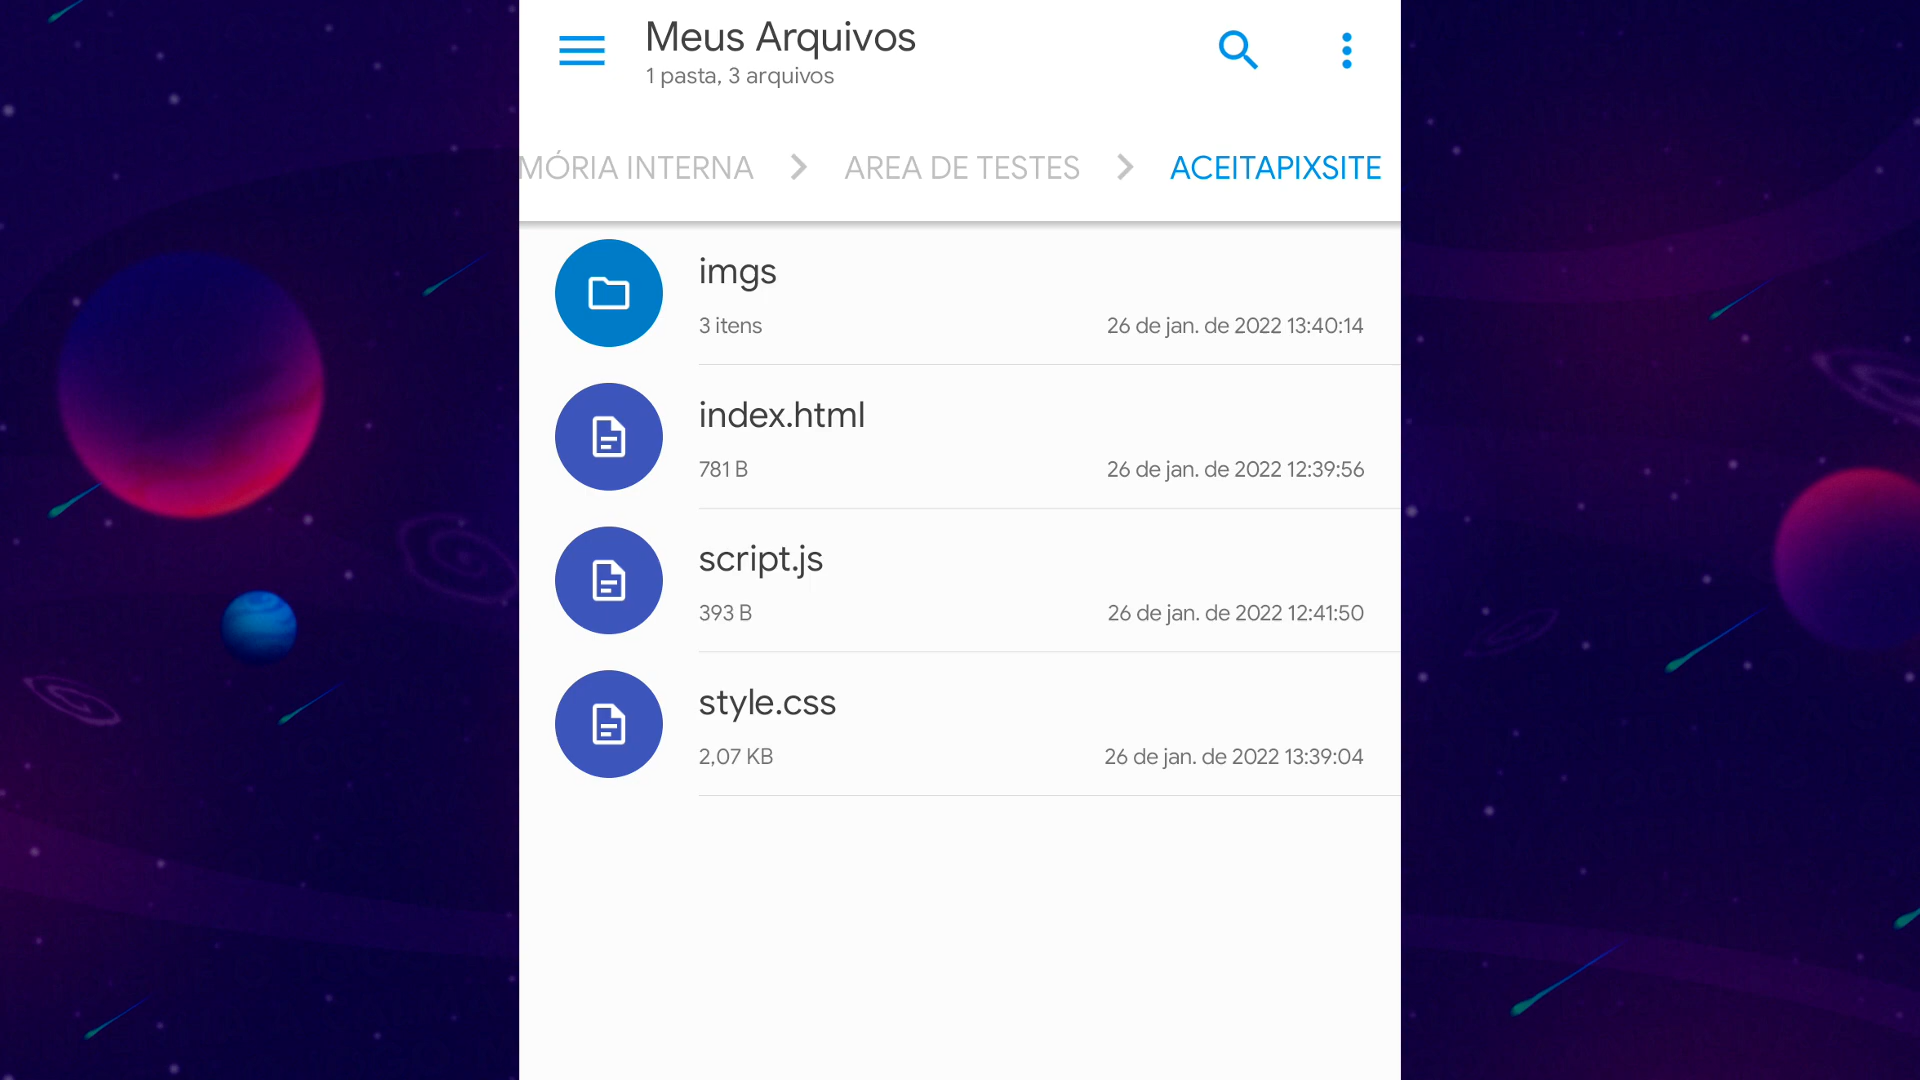 Meus Arquivos
1 pasta, 3 arquivos
MÓRIA INTERNA > AREA DE TESTES > ACEITAPIXSITE
imgs
3 itens 26 de jan. de 2022 13:40:14
index.html
781 B 26 de jan. de 2022 12:39:56
script.js
393 B 26 de jan. de 2022 12:41:50
style.css
2,07 KB 26 de jan. de 2022 13:39:04